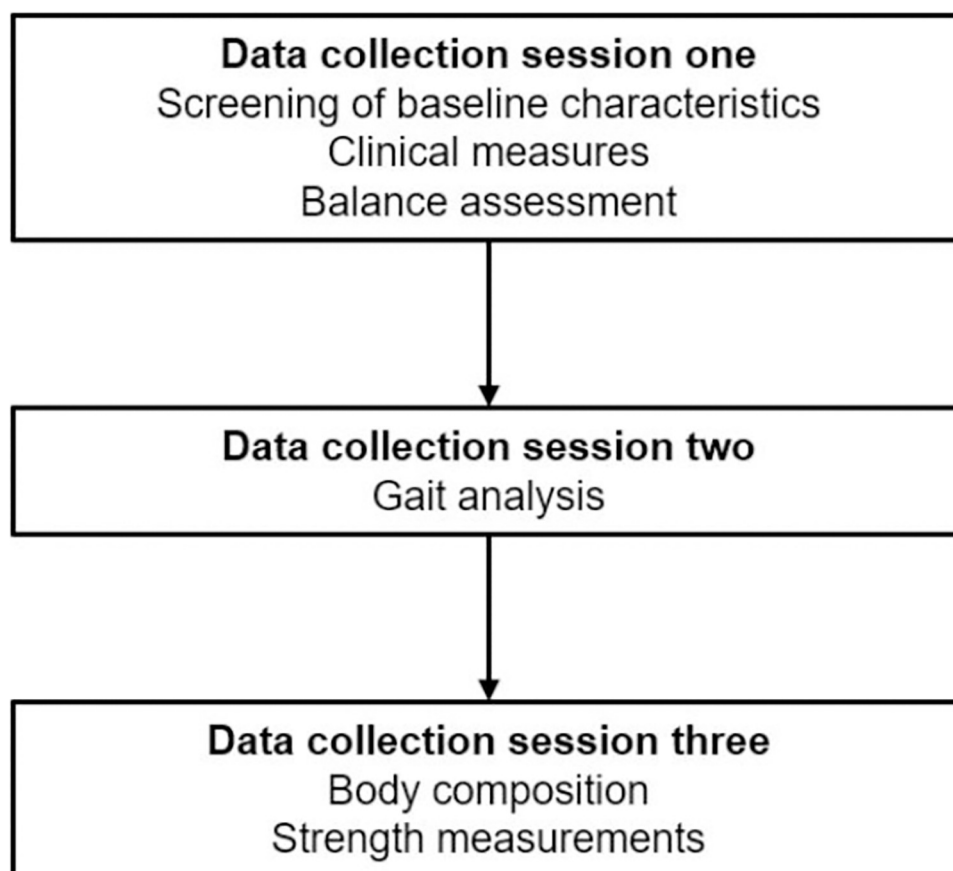 Data collection session one
Screening of baseline characteristics
Clinical measures
Balance assessment
Data collection session two
Gait analysis
Data collection session three
Body composition
Strength measurements